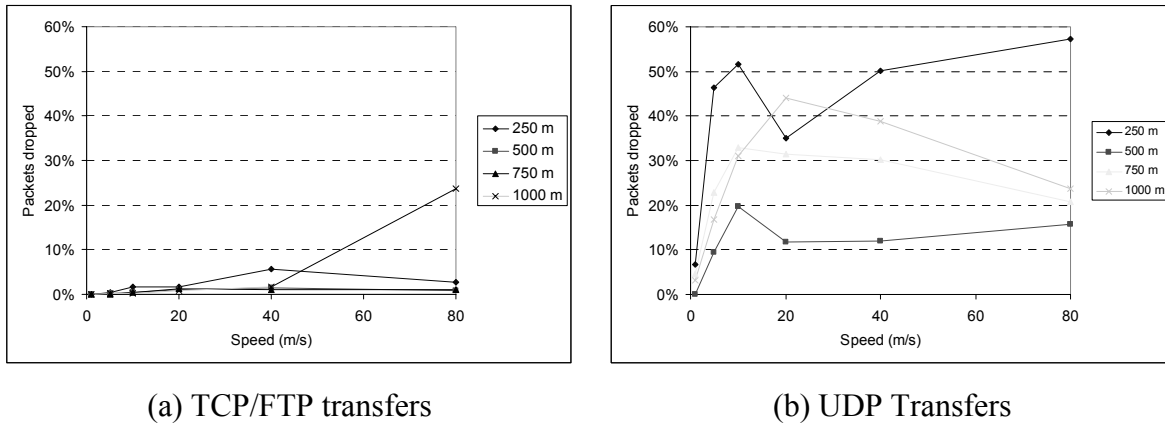 60%
50%
40%
30%
20%
10%
0%
Packets dropped
0
20
40
60
80
Speed (m/s)
250 m
500 m
750 m
1000 m
(a) TCP/FTP transfers
60%
50%
40%
30%
20%
10%
0%
Packets dropped
0
20
40
60
80
Speed (m/s)
250 m
500 m
750 m
1000 m
(b) UDP Transfers